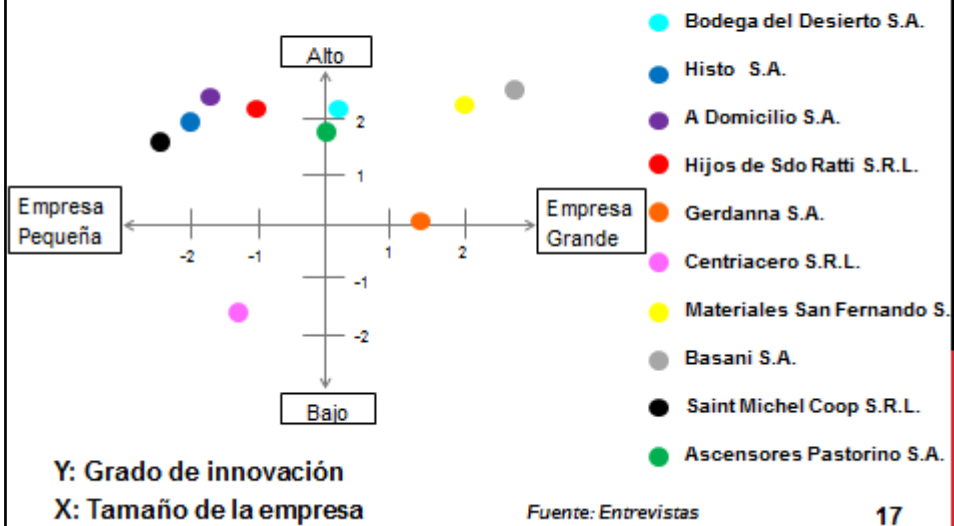 Alto
2
1
Empresa
Pequeña
-2
-1
1
2
Empresa
Grande
-1
-2
Bajo
Bodega del Desierto S.A.
Histo S.A.
A Domicilio S.A.
Hijos de Sdo Ratti S.R.L.
Gerdanna S.A.
Centriacero S.R.L.
Materiales San Fernando S.
Basani S.A.
Saint Michel Coop S.R.L.
Ascensores Pastorino S.A.
Y: Grado de innovación
X: Tamaño de la empresa
Fuente: Entrevistas
17